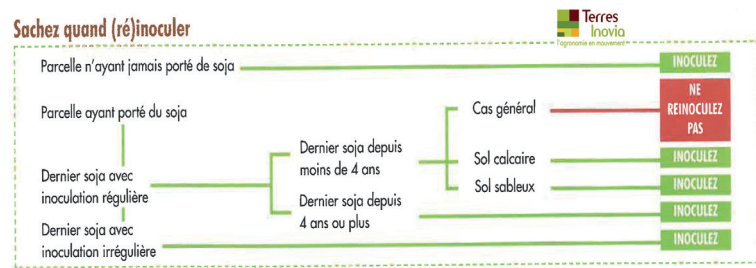 Sachez quand (ré)inoculer
Terres
Inovia
l'agronomie en mouvement
Parcelle n'ayant jamais porté de soja
INOCULEZ
Parcelle ayant porté du soja
Cas général
NE
REINOCULEZ
PAS
Dernier soja depuis
moins de 4 ans
Sol calcaire
INOCULEZ
Dernier soja avec
inoculation régulière
Sol sableux
INOCULEZ
Dernier soja depuis
4 ans ou plus
INOCULEZ
Dernier soja avec
inoculation irrégulière
INOCULEZ